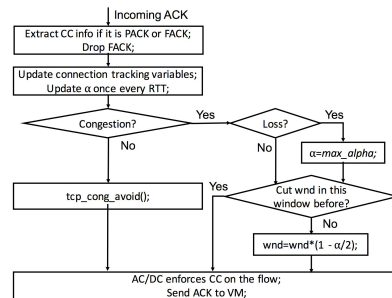 Incoming ACK
Extract CC info if it is PACK or FACK;
Drop FACK;
Update connection tracking variables;
Update α once every RTT;
Congestion?
Yes
Loss?
Yes
No
No
α=max_alpha;
Yes
Cut wnd in this
window before?
tcp_cong_avoid();
No
wnd=wnd*(1 - α/2);
AC/DC enforces CC on the flow;
Send ACK to VM;